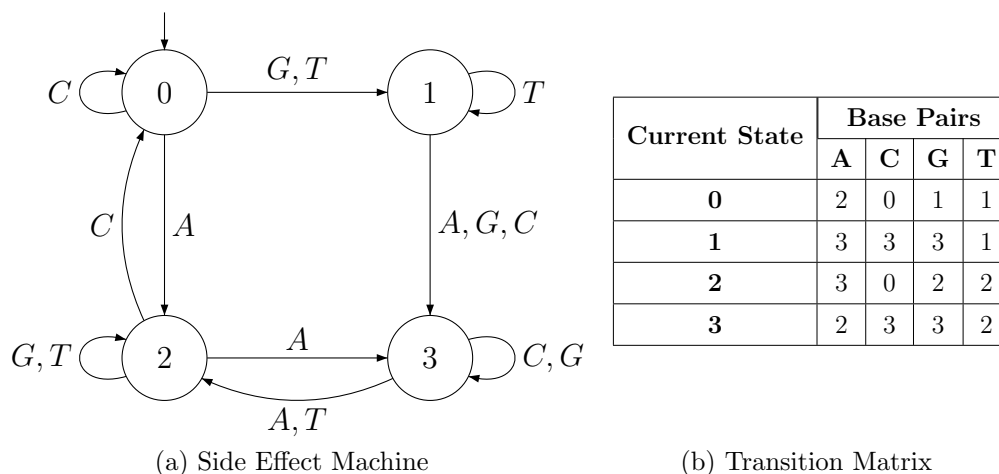 G, T
C
0
1
T
C
A
A, G, C
G, T
2
A
3
C, G
A, T
(a) Side Effect Machine
Current State Base Pairs
A C G T
0 2 0 1 1
1 3 3 3 1
2 3 0 2 2
3 2 3 3 2
(b) Transition Matrix